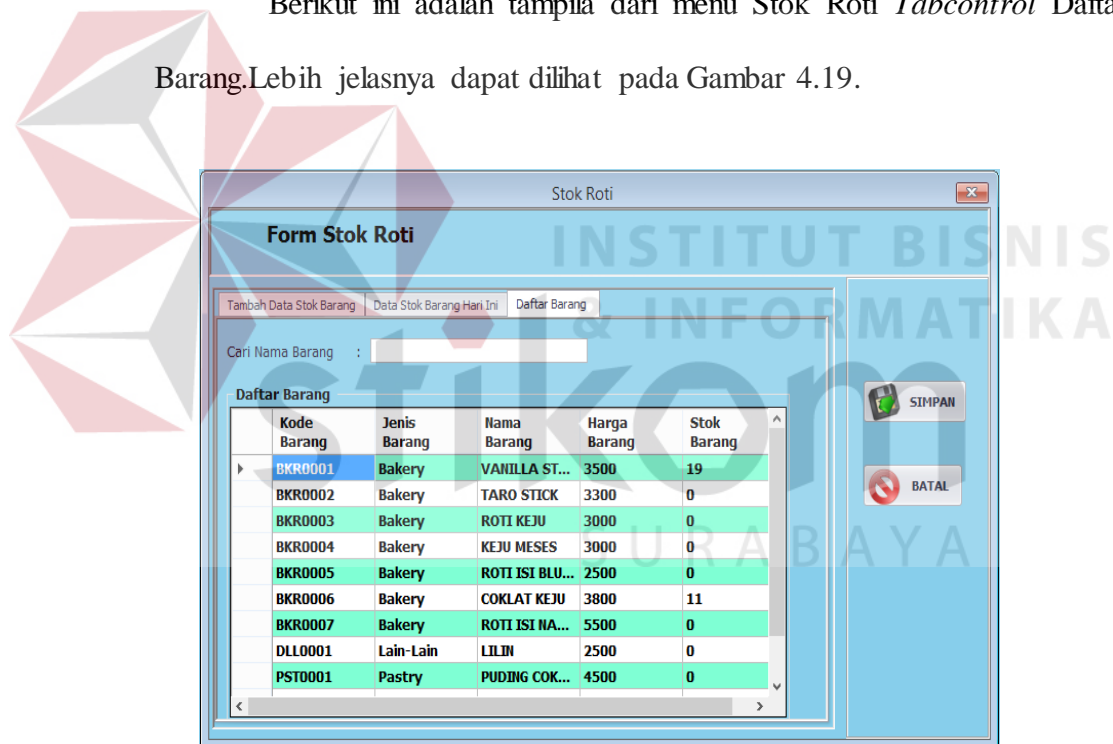 Berikut ini adalah tampila dari menu Stok Roti Tabcontrol Dafta
Barang.Lebih jelasnya dapat dilihat pada Gambar 4.19.
Stok Roti
Form Stok Roti
INSTITUT BISNIS
& INFORMATIKA
stikom
SURABAYA
Tambah Data Stok Barang Data Stok Barang Hari Ini Daftar Barang
Cari Nama Barang :
Daftar Barang
Kode Barang Jenis Barang Nama Barang Harga Barang Stok Barang
BKR0001 Bakery VANILLA ST... 3500 19
BKR0002 Bakery TARO STICK 3300 0
BKR0003 Bakery ROTI KEJU 3000 0
BKR0004 Bakery KEJU MESES 3000 0
BKR0005 Bakery ROTI ISI BLU... 2500 0
BKR0006 Bakery COKLAT KEJU 3800 11
BKR0007 Bakery ROTI ISI NA... 5500 0
DLL0001 Lain-Lain LILIN 2500 0
PST0001 Pastry PUDING COK... 4500 0
SIMPAN
BATAL